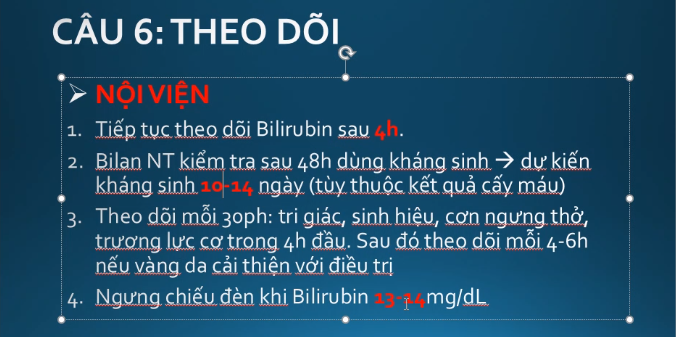 CÂU 6: THEO DÕI
➢ NỘI VIỆN
1. Tiếp tục theo dõi Bilirubin sau 4h.
2. Bilan NT kiểm tra sau 48h dùng kháng sinh → dự kiến
kháng sinh 10-14 ngày (tùy thuộc kết quả cấy máu)
3. Theo dõi mỗi 30ph: tri giác, sinh hiệu, cơn ngưng thở,
trương lực cơ trong 4h đầu. Sau đó theo dõi mỗi 4-6h
nếu vàng da cải thiện với điều trị
4. Ngưng chiếu đèn khi Bilirubin 13-14mg/dL